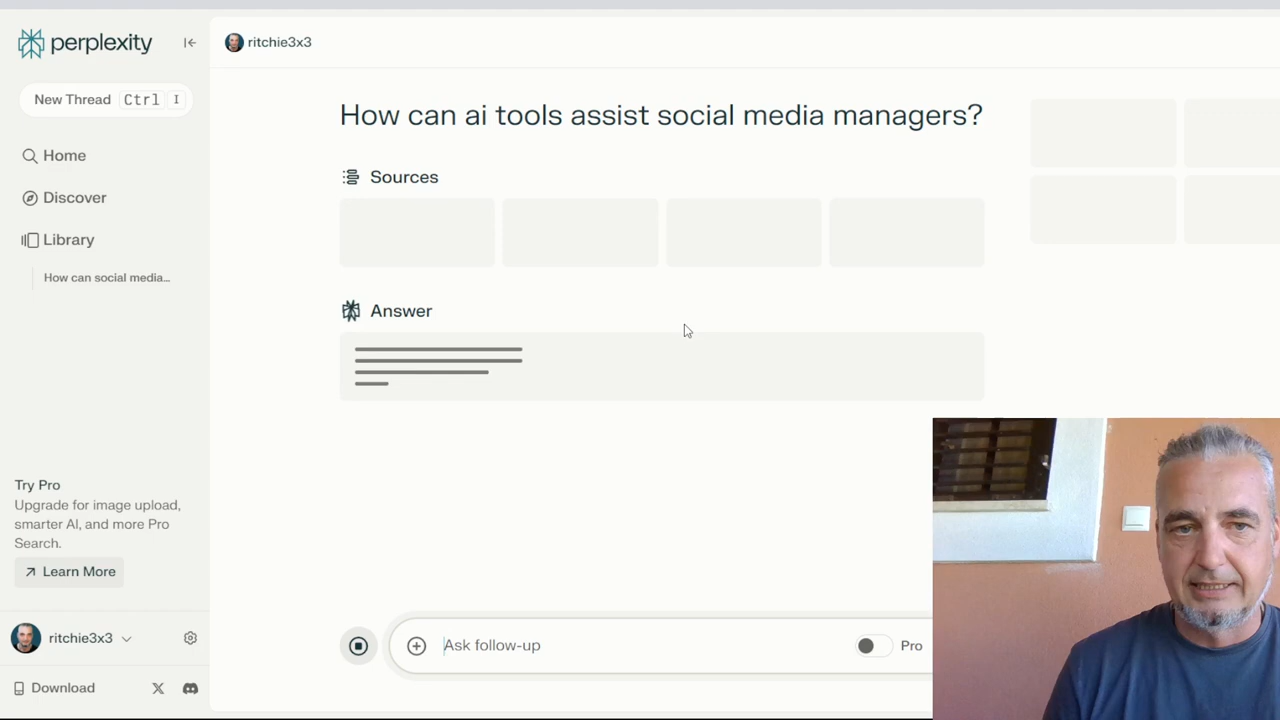 perplexity
New Thread Ctrl I
Home
Discover
Library
How can social media...
Try Pro
Upgrade for image upload,
smarter AI, and more Pro
Search.
Learn More
ritchie3x3
Download
ritchie3x3
How can ai tools assist social media managers?
Sources
Answer
Ask follow-up
Pro